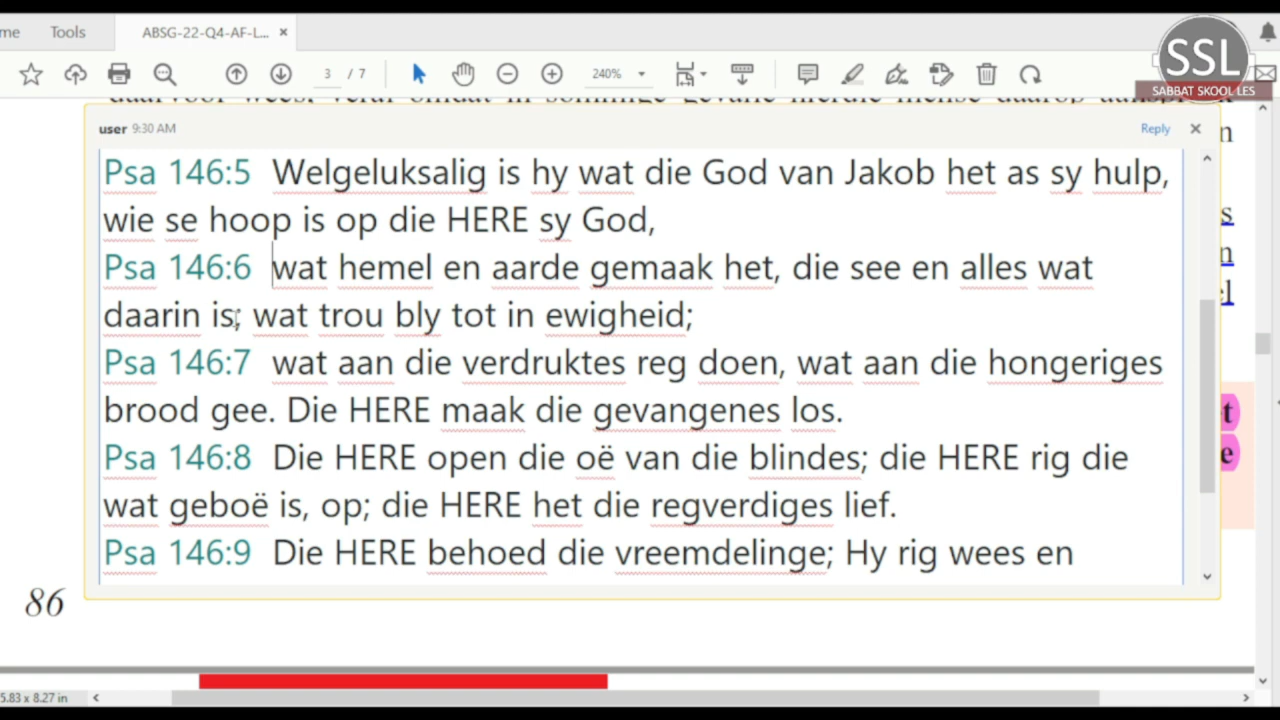 me Tools ABSG-22-Q4-AF-L... ×
SSL
SABBAT SKOOL LES
3 / 7 240%
user 9:30 AM Reply
Psa 146:5 Welgeluksalig is hy wat die God van Jakob het as sy hulp,
wie se hoop is op die HERE sy God,
Psa 146:6 wat hemel en aarde gemaak het, die see en alles wat
daarin is; wat trou bly tot in ewigheid;
Psa 146:7 wat aan die verdruktes reg doen, wat aan die hongeriges
brood gee. Die HERE maak die gevangenes los.
Psa 146:8 Die HERE open die oë van die blindes; die HERE rig die
wat geboë is, op; die HERE het die regverdiges lief.
Psa 146:9 Die HERE behoed die vreemdelinge; Hy rig wees en
86
5.83 x 8.27 in